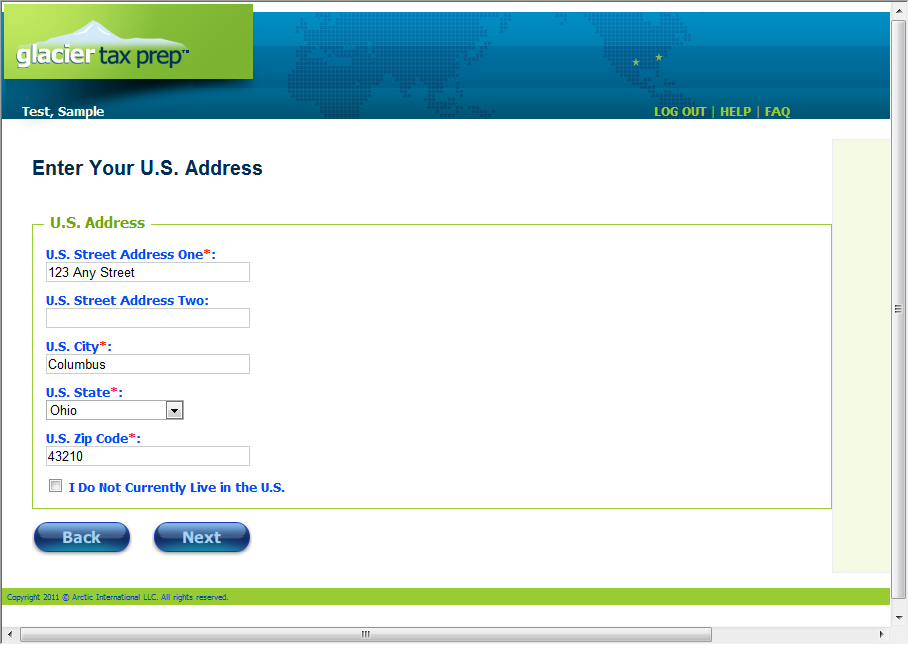 glacier tax prep™
Test, Sample
LOG OUT | HELP | FAQ
Enter Your U.S. Address
U.S. Address
U.S. Street Address One*:
123 Any Street
U.S. Street Address Two:
U.S. City*:
Columbus
U.S. State*:
Ohio
U.S. Zip Code*:
43210
I Do Not Currently Live in the U.S.
Back Next
Copyright 2011 © Arctic International LLC. All rights reserved.